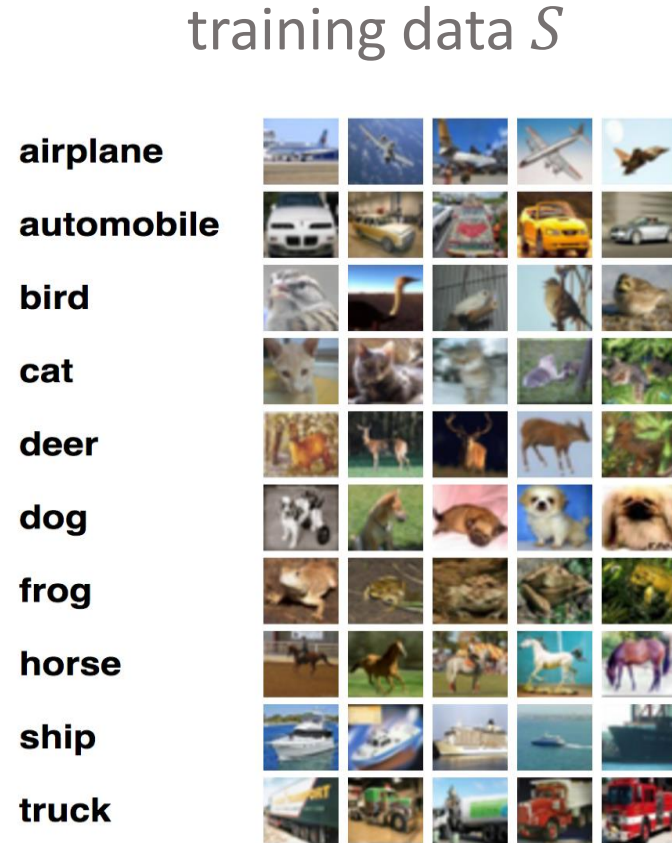 training data S
airplane
automobile
bird
cat
deer
dog
frog
horse
ship
truck